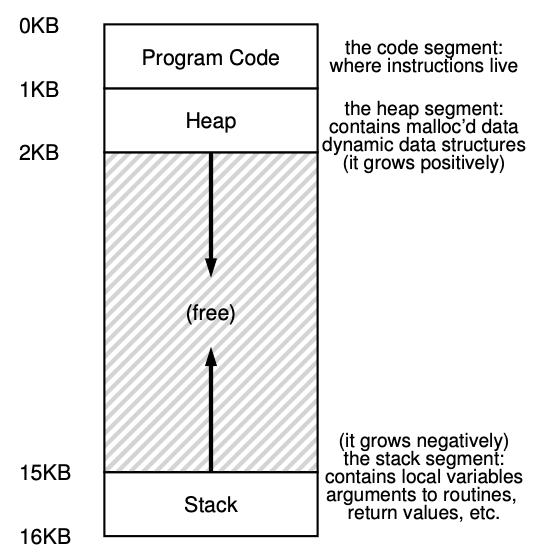 0KB
Program Code
the code segment:
where instructions live
1KB
Heap
the heap segment:
contains malloc'd data
dynamic data structures
(it grows positively)
2KB
(free)
(it grows negatively)
the stack segment:
contains local variables
arguments to routines,
return values, etc.
15KB
Stack
16KB